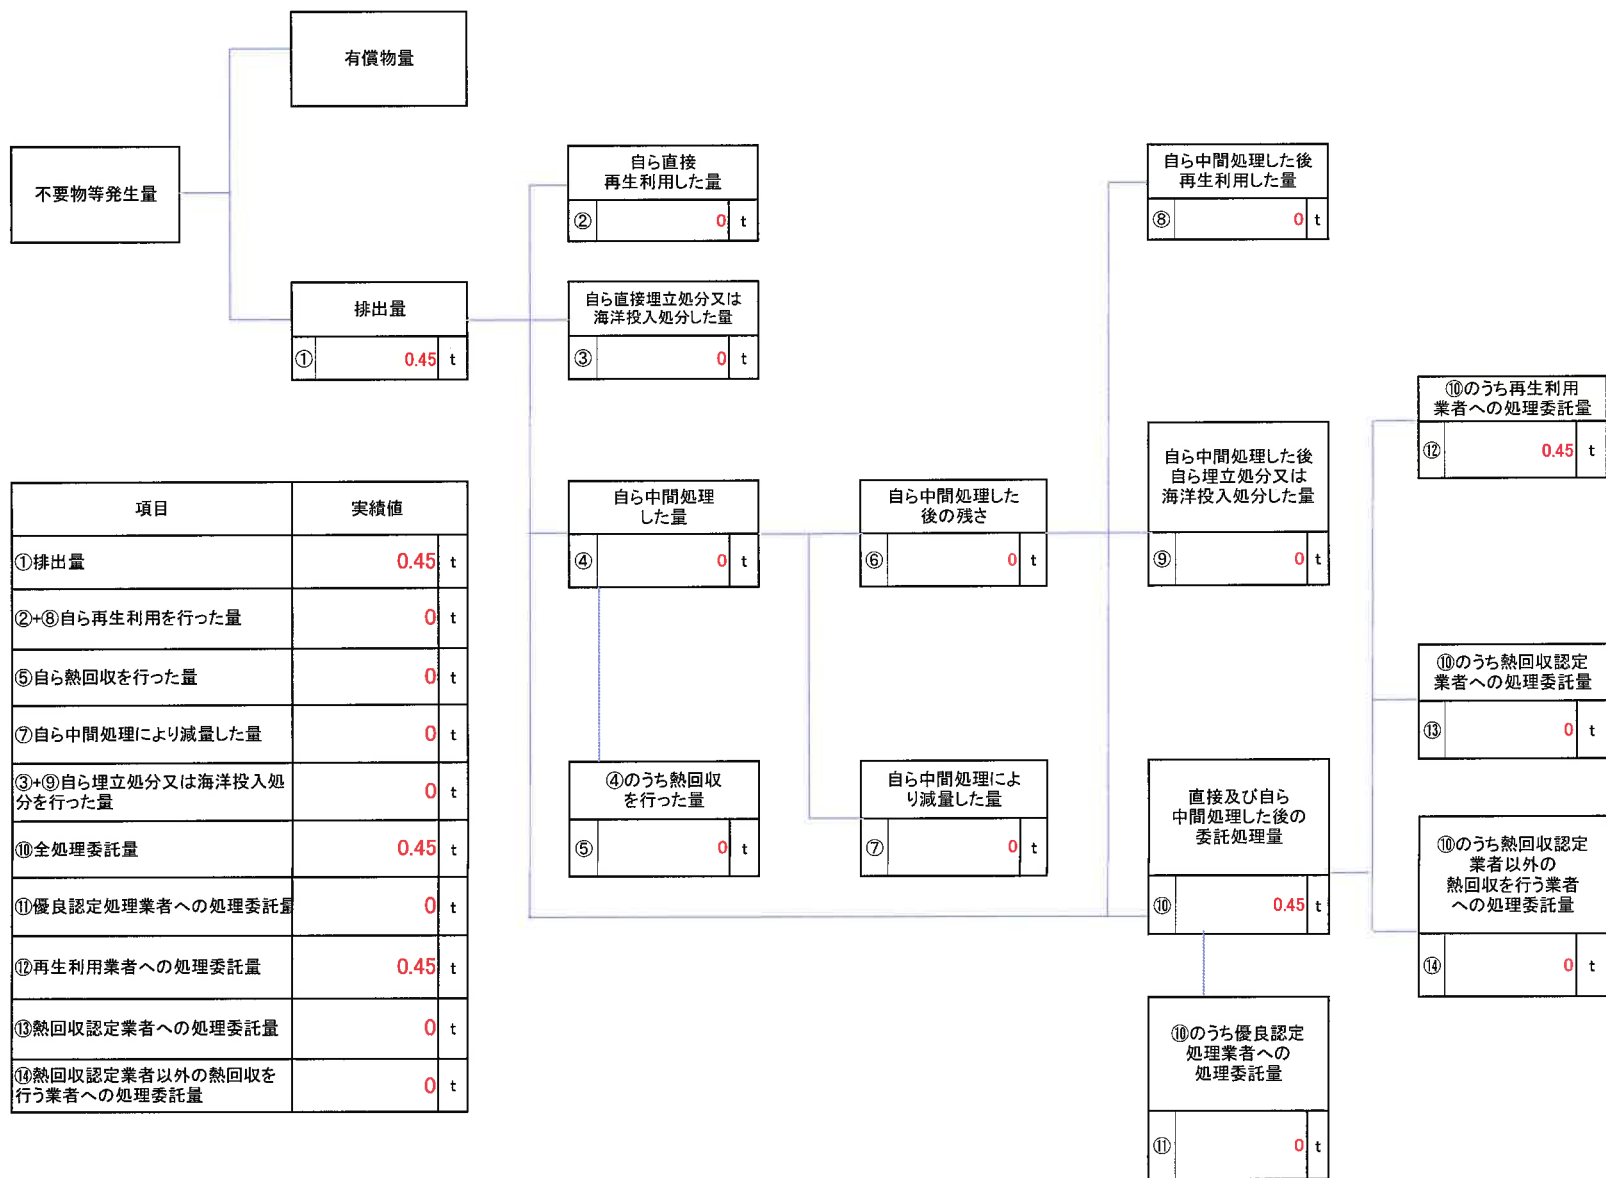 有償物量
不要物等発生量
排出量
① 0.45 t
自ら直接
再生利用した量
② 0 t
自ら直接埋立処分又は
海洋投入処分した量
③ 0 t
自ら中間処理
した量
④ 0 t
④のうち熱回収
を行った量
⑤ 0 t
自ら中間処理した
後の残さ
⑥ 0 t
自ら中間処理によ
り減量した量
⑦ 0 t
自ら中間処理した後
再生利用した量
⑧ 0 t
自ら中間処理した後
自ら埋立処分又は
海洋投入処分した量
⑨ 0 t
直接及び自ら
中間処理した後の
委託処理量
⑩ 0.45 t
⑩のうち優良認定
処理業者への
処理委託量
⑪ 0 t
⑩のうち再生利用
業者への処理委託量
⑫ 0.45 t
⑩のうち熱回収認定
業者への処理委託量
⑬ 0 t
⑩のうち熱回収認定
業者以外の
熱回収を行う業者
への処理委託量
⑭ 0 t
項目 実績値
①排出量 0.45 t
②+⑧自ら再生利用を行った量 0 t
⑤自ら熱回収を行った量 0 t
⑦自ら中間処理により減量した量 0 t
③+⑨自ら埋立処分又は海洋投入処
分を行った量 0 t
⑩全処理委託量 0.45 t
⑪優良認定処理業者への処理委託量 0 t
⑫再生利用業者への処理委託量 0.45 t
⑬熱回収認定業者への処理委託量 0 t
⑭熱回収認定業者以外の熱回収を
行う業者への処理委託量 0 t